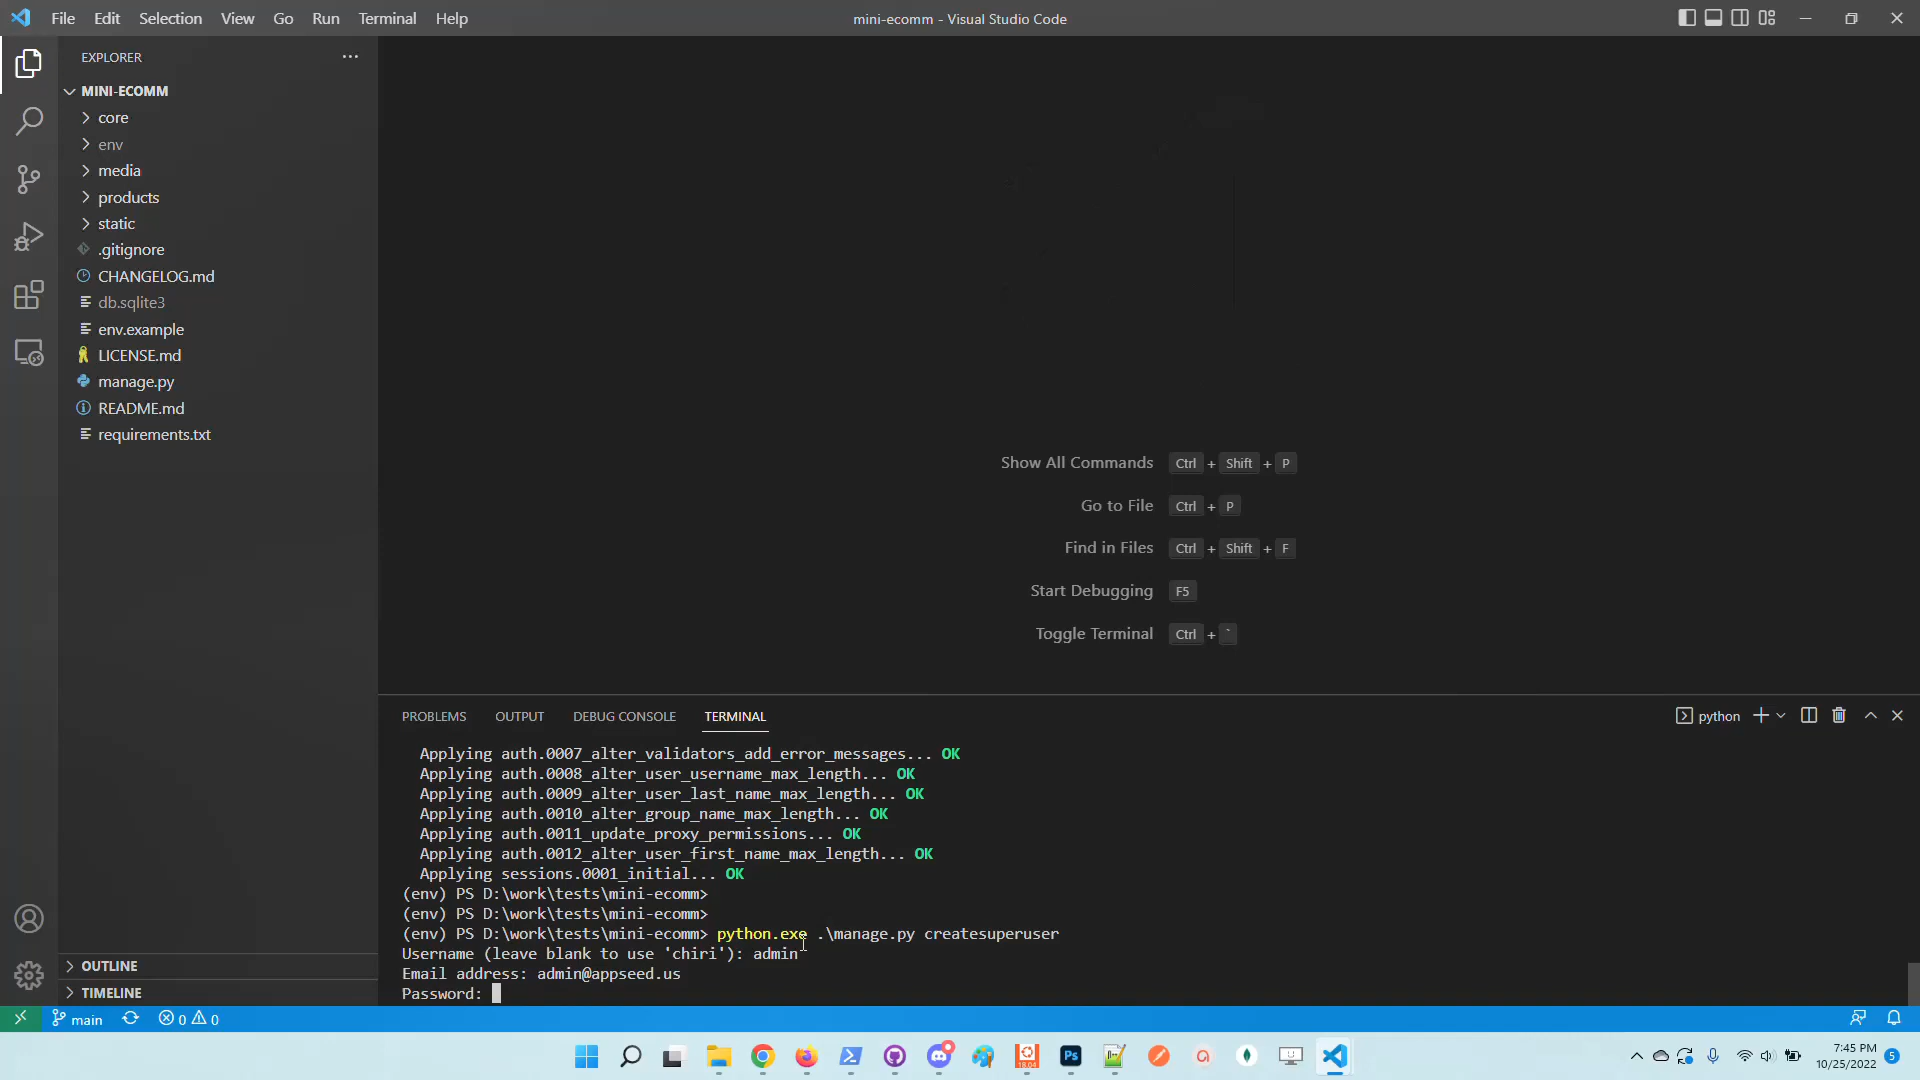 File Edit Selection View Go Run Terminal Help
mini-ecomm - Visual Studio Code
EXPLORER
MINI-ECOMM
core
env
media
products
static
.gitignore
CHANGELOG.md
db.sqlite3
env.example
LICENSE.md
manage.py
README.md
requirements.txt
OUTLINE
TIMELINE
Show All Commands Ctrl + Shift + P
Go to File Ctrl + P
Find in Files Ctrl + Shift + F
Start Debugging F5
Toggle Terminal Ctrl + `
PROBLEMS OUTPUT DEBUG CONSOLE TERMINAL
python
Applying auth.0007_alter_validators_add_error_messages... OK
Applying auth.0008_alter_user_username_max_length... OK
Applying auth.0009_alter_user_last_name_max_length... OK
Applying auth.0010_alter_group_name_max_length... OK
Applying auth.0011_update_proxy_permissions... OK
Applying auth.0012_alter_user_first_name_max_length... OK
Applying sessions.0001_initial... OK
(env) PS D:\work\tests\mini-ecomm>
(env) PS D:\work\tests\mini-ecomm>
(env) PS D:\work\tests\mini-ecomm> python.exe .\manage.py createsuperuser
Username (leave blank to use 'chiri'): admin
Email address: admin@appseed.us
Password:
main 0 0
Ps
18.04
7:45 PM
10/25/2022
5